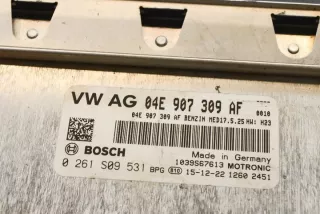 VW AG 04E 907 309 AF
0010
04E 907 309 AF BENZIN MED17.5.25 HW: H23
BOSCH
Made in Germany
1039S67613 MOTRONIC
0 261 S09 531 BPG 810 15-12-22 1260 2451